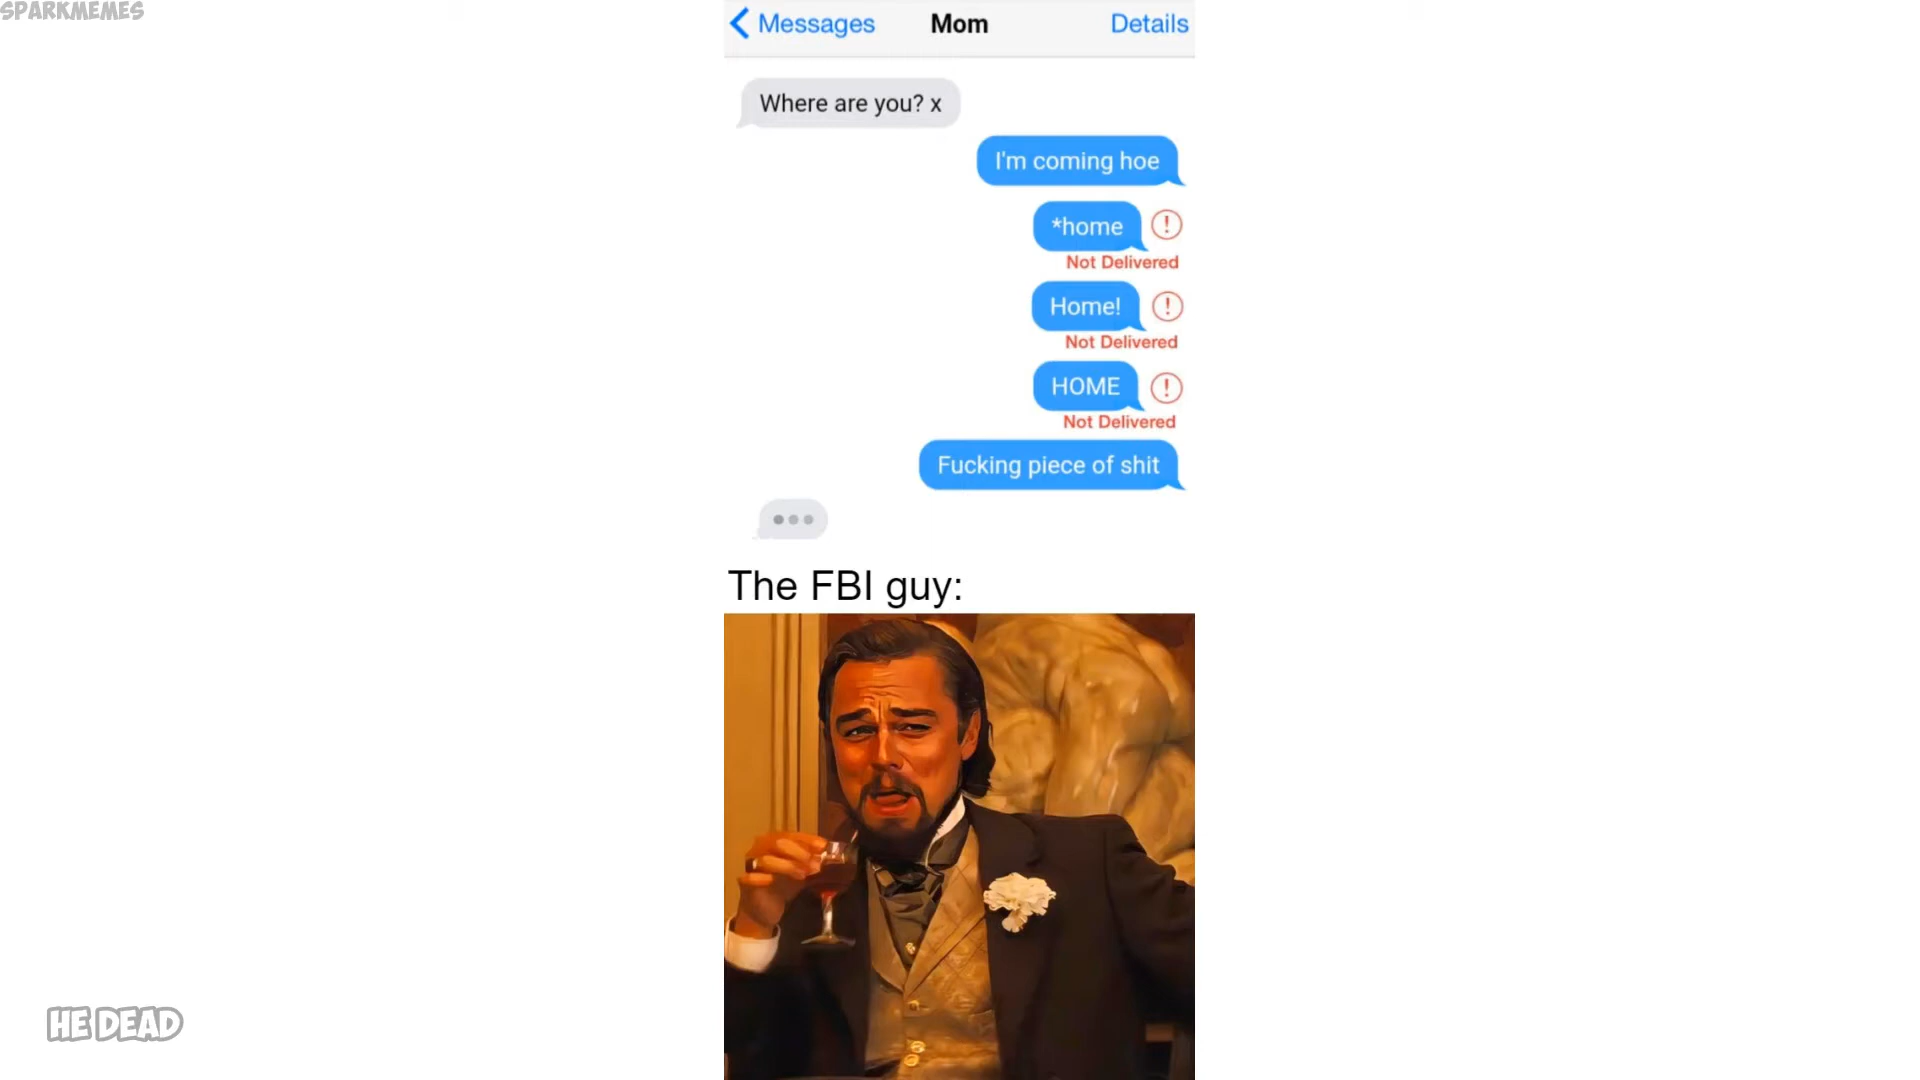 SPARKMEMES
Messages Mom Details
Where are you? x
I'm coming hoe
*home
Not Delivered
Home!
Not Delivered
HOME
Not Delivered
Fucking piece of shit
The FBI guy:
HE DEAD